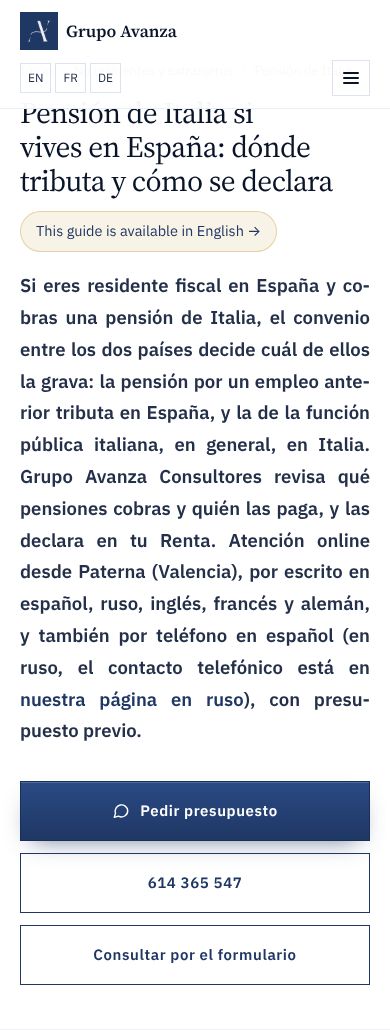 Grupo Avanza
EN FR DE
Pensión de Italia si
vives en España: dónde
tributa y cómo se declara
This guide is available in English →
Si eres residente fiscal en España y co-
bras una pensión de Italia, el convenio
entre los dos países decide cuál de ellos
la grava: la pensión por un empleo ante-
rior tributa en España, y la de la función
pública italiana, en general, en Italia.
Grupo Avanza Consultores revisa qué
pensiones cobras y quién las paga, y las
declara en tu Renta. Atención online
desde Paterna (Valencia), por escrito en
español, ruso, inglés, francés y alemán,
y también por teléfono en español (en
ruso, el contacto telefónico está en
nuestra página en ruso), con presu-
puesto previo.
Pedir presupuesto
614 365 547
Consultar por el formulario